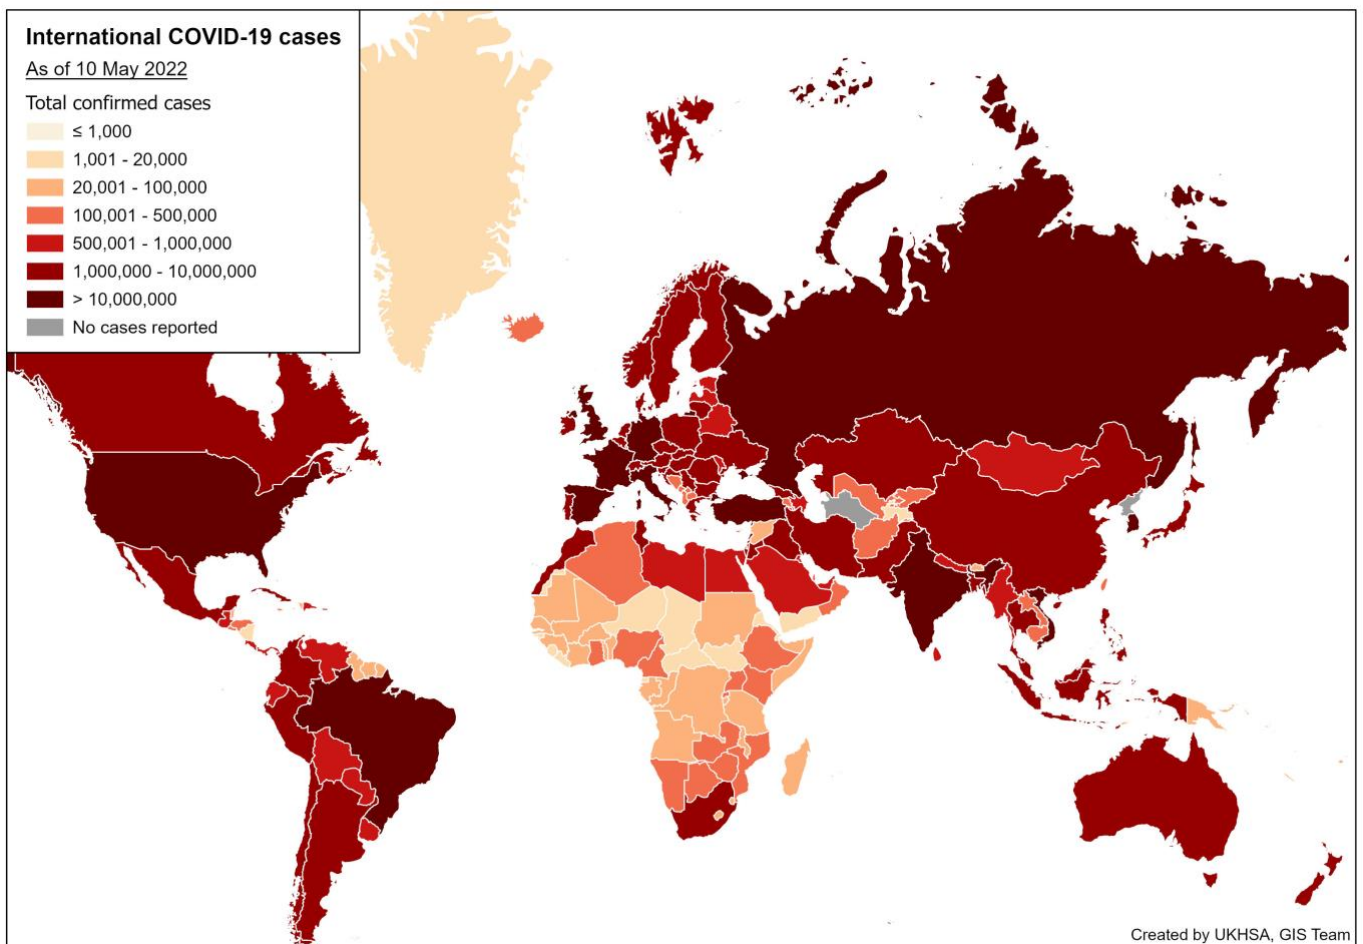 International COVID-19 cases
As of 10 May 2022
Total confirmed cases
≤ 1,000
1,001 - 20,000
20,001 - 100,000
100,001 - 500,000
500,001 - 1,000,000
1,000,000 - 10,000,000
> 10,000,000
No cases reported
Created by UKHSA, GIS Team